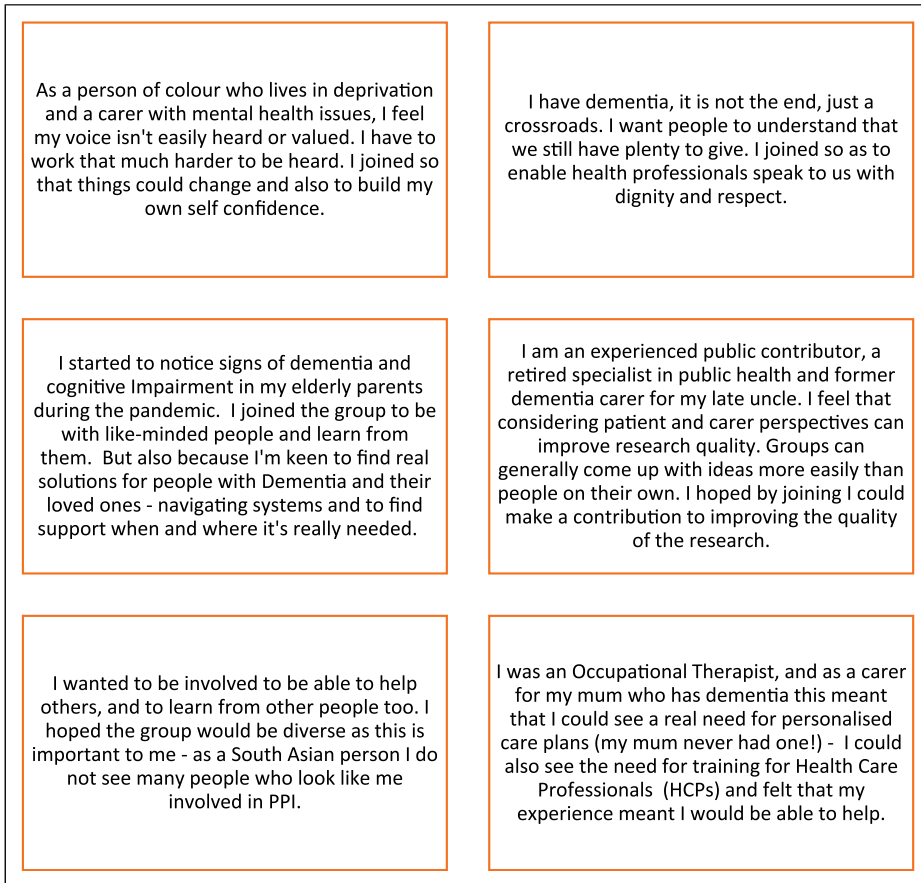 As a person of colour who lives in deprivation
and a carer with mental health issues, I feel
my voice isn't easily heard or valued. I have to
work that much harder to be heard. I joined so
that things could change and also to build my
own self confidence.
I have dementia, it is not the end, just a
crossroads. I want people to understand that
we still have plenty to give. I joined so as to
enable health professionals speak to us with
dignity and respect.
I started to notice signs of dementia and
cognitive Impairment in my elderly parents
during the pandemic.  I joined the group to be
with like-minded people and learn from
them.  But also because I'm keen to find real
solutions for people with Dementia and their
loved ones - navigating systems and to find
support when and where it's really needed.
I am an experienced public contributor, a
retired specialist in public health and former
dementia carer for my late uncle. I feel that
considering patient and carer perspectives can
improve research quality. Groups can
generally come up with ideas more easily than
people on their own. I hoped by joining I could
make a contribution to improving the quality
of the research.
I wanted to be involved to be able to help
others, and to learn from other people too. I
hoped the group would be diverse as this is
important to me - as a South Asian person I do
not see many people who look like me
involved in PPI.
I was an Occupational Therapist, and as a carer
for my mum who has dementia this meant
that I could see a real need for personalised
care plans (my mum never had one!) -  I could
also see the need for training for Health Care
Professionals  (HCPs) and felt that my
experience meant I would be able to help.